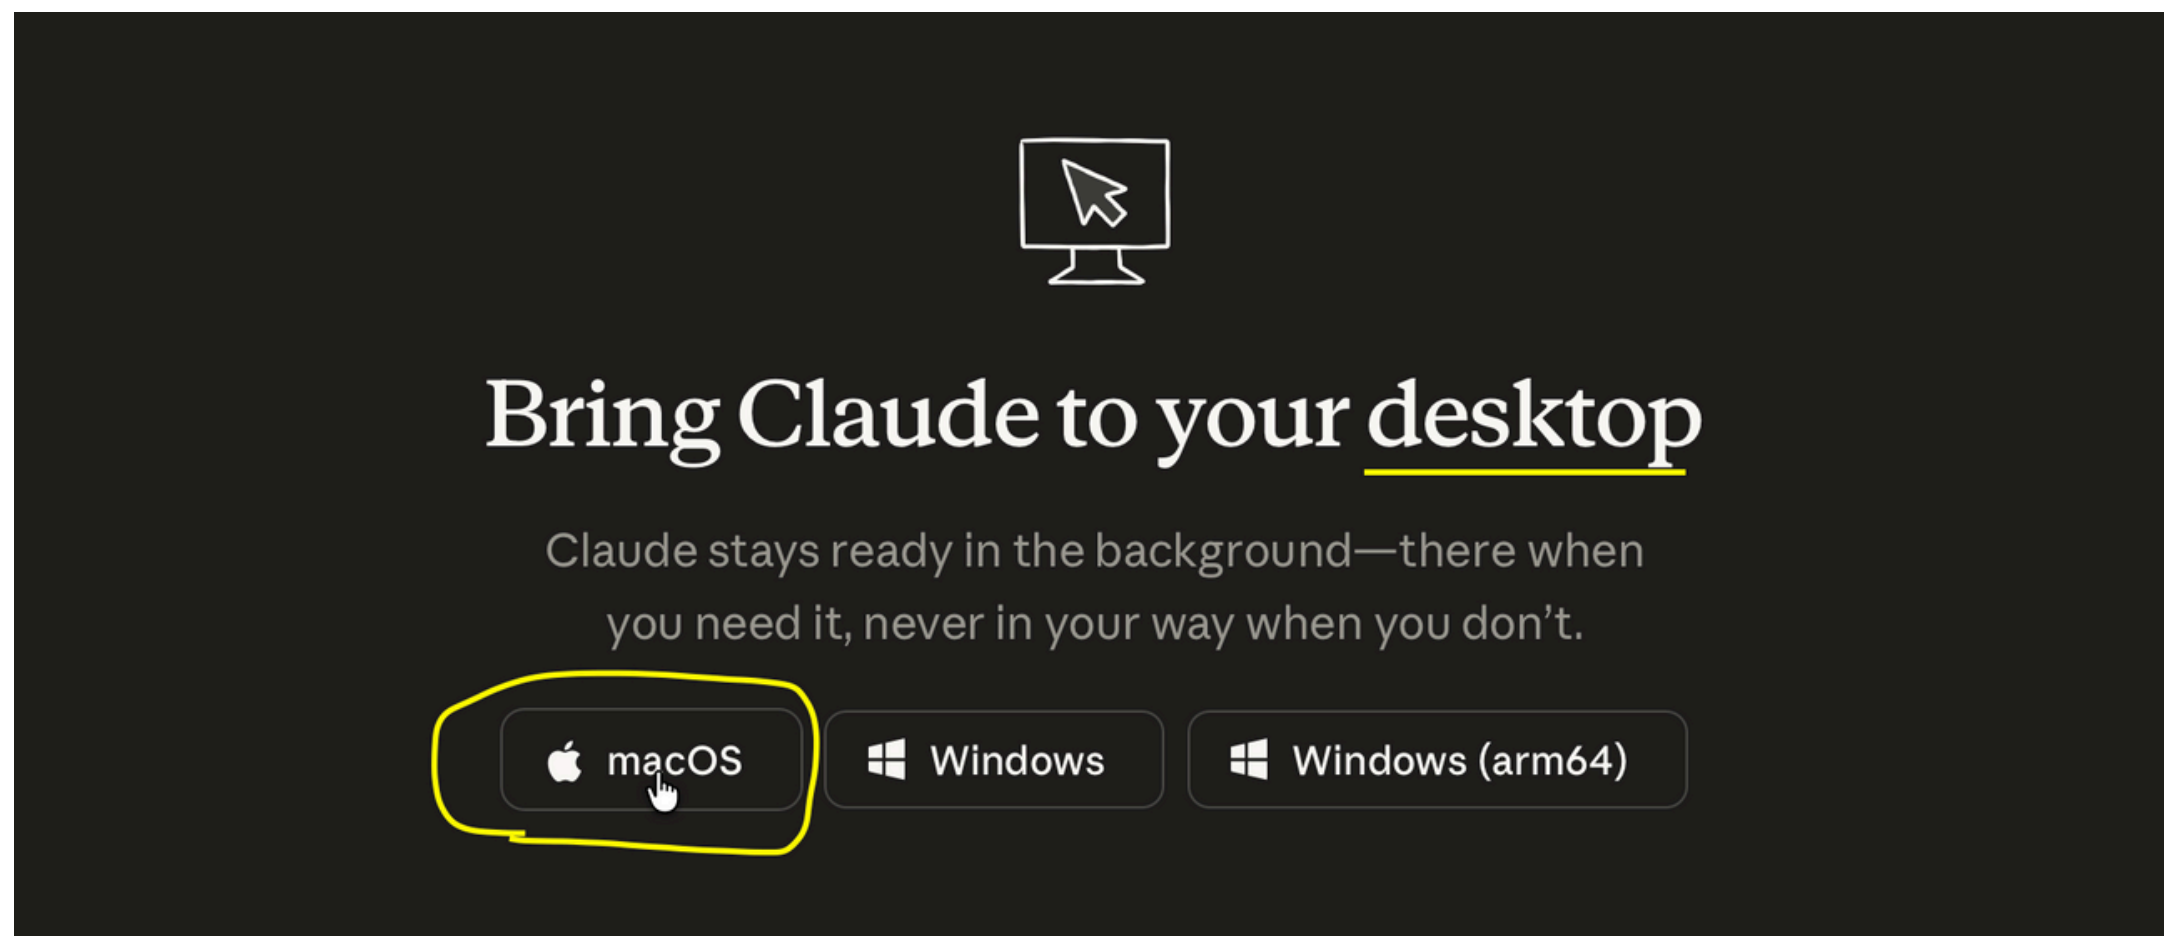 Bring Claude to your desktop
Claude stays ready in the background—there when
you need it, never in your way when you don’t.
macOS
Windows
Windows (arm64)